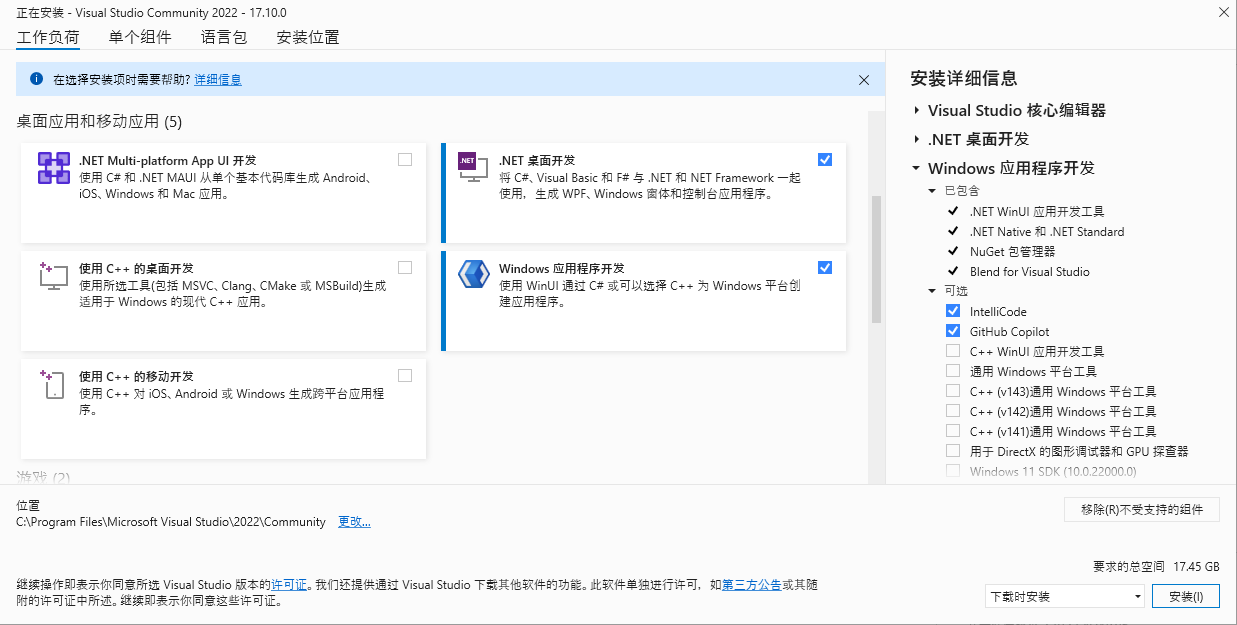 正在安装 - Visual Studio Community 2022 - 17.10.0
工作负荷 单个组件 语言包 安装位置
在选择安装项时需要帮助? 详细信息
桌面应用和移动应用 (5)
.NET Multi-platform App UI 开发
使用 C# 和 .NET MAUI 从单个基本代码库生成 Android、
iOS、Windows 和 Mac 应用。
.NET
.NET 桌面开发
将 C#、Visual Basic 和 F# 与 .NET 和 NET Framework 一起
使用，生成 WPF、Windows 窗体和控制台应用程序。
使用 C++ 的桌面开发
使用所选工具(包括 MSVC、Clang、CMake 或 MSBuild)生成
适用于 Windows 的现代 C++ 应用。
Windows 应用程序开发
使用 WinUI 通过 C# 或可以选择 C++ 为 Windows 平台创
建应用程序。
使用 C++ 的移动开发
使用 C++ 对 iOS、Android 或 Windows 生成跨平台应用程
序。
游戏 (2)
安装详细信息
Visual Studio 核心编辑器
.NET 桌面开发
Windows 应用程序开发
已包含
.NET WinUI 应用开发工具
.NET Native 和 .NET Standard
NuGet 包管理器
Blend for Visual Studio
可选
IntelliCode
GitHub Copilot
C++ WinUI 应用开发工具
通用 Windows 平台工具
C++ (v143)通用 Windows 平台工具
C++ (v142)通用 Windows 平台工具
C++ (v141)通用 Windows 平台工具
用于 DirectX 的图形调试器和 GPU 探查器
Windows 11 SDK (10.0.22000.0)
位置
C:\Program Files\Microsoft Visual Studio\2022\Community 更改...
移除(R)不受支持的组件
要求的总空间 17.45 GB
继续操作即表示你同意所选 Visual Studio 版本的许可证。我们还提供通过 Visual Studio 下载其他软件的功能。此软件单独进行许可，如第三方公告或其随
附的许可证中所述。继续即表示你同意这些许可证。
下载时安装
安装(I)